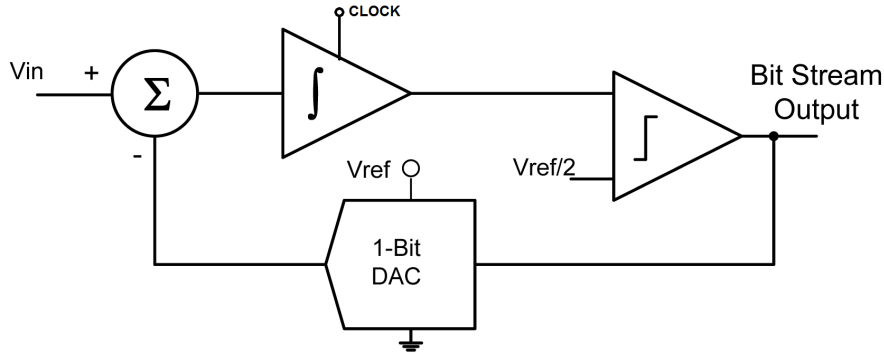 CLOCK
Vin
+
Σ
∫
Bit Stream
Output
-
Vref
Vref/2
1-Bit
DAC